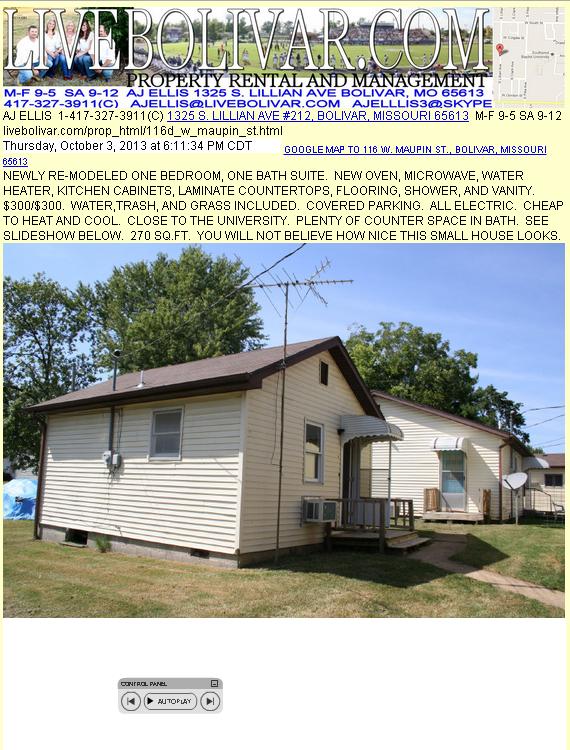 LIVEBOLIVAR.COM
PROPERTY RENTAL AND MANAGEMENT
M-F 9-5 SA 9-12 AJ ELLIS 1325 S. LILLIAN AVE BOLIVAR, MO 65613
417-327-3911(C) AJELLIS@LIVEBOLIVAR.COM AJELLLIS3@SKYPE
AJ ELLIS 1-417-327-3911(C) 1325 S. LILLIAN AVE #212, BOLIVAR, MISSOURI 65613 M-F 9-5 SA 9-12
livebolivar.com/prop_html/116d_w_maupin_st.html
Thursday, October 3, 2013 at 6:11:34 PM CDT GOOGLE MAP TO 116 W. MAUPIN ST., BOLIVAR, MISSOURI
65613
NEWLY RE-MODELED ONE BEDROOM, ONE BATH SUITE. NEW OVEN, MICROWAVE, WATER
HEATER, KITCHEN CABINETS, LAMINATE COUNTERTOPS, FLOORING, SHOWER, AND VANITY.
$300/$300. WATER,TRASH, AND GRASS INCLUDED. COVERED PARKING. ALL ELECTRIC. CHEAP
TO HEAT AND COOL. CLOSE TO THE UNIVERSITY. PLENTY OF COUNTER SPACE IN BATH. SEE
SLIDESHOW BELOW. 270 SQ.FT. YOU WILL NOT BELIEVE HOW NICE THIS SMALL HOUSE LOOKS.
CONTROL PANEL
AUTOPLAY